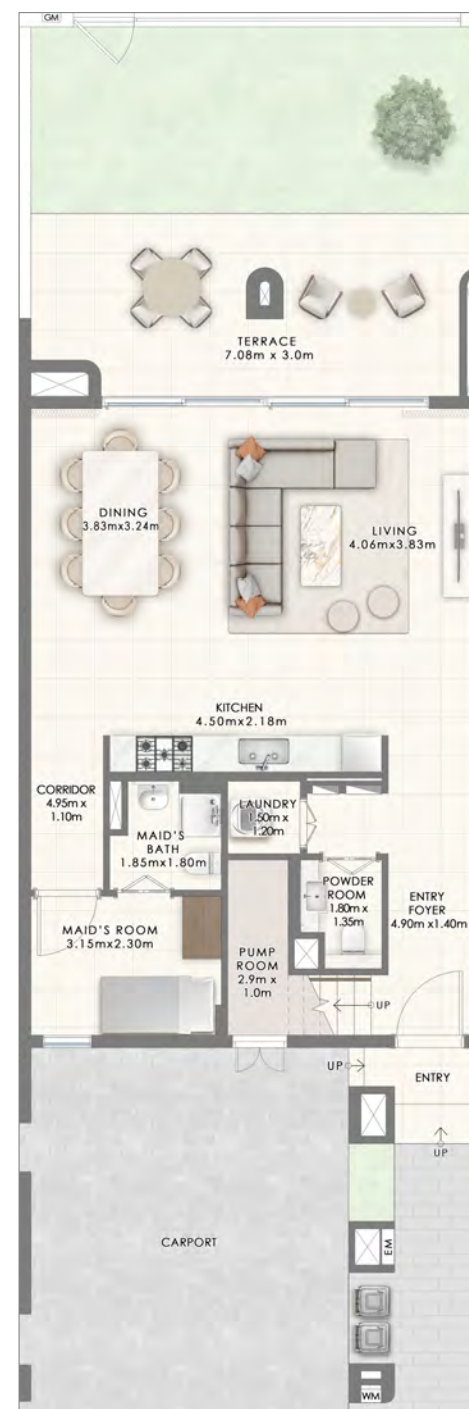 GM
TERRACE
7.08m x 3.0m
DINING
3.83mx3.24m
LIVING
4.06mx3.83m
KITCHEN
4.50mx2.18m
CORRIDOR
4.95m x
1.10m
MAID'S
BATH
1.85mx1.80m
LAUNDRY
1.50m x
1.20m
POWDER
ROOM
1.80m x
1.35m
ENTRY
FOYER
4.90mx1.40m
MAID'S ROOM
3.15mx2.30m
PUMP
ROOM
2.9m x
1.0m
UP
UP
ENTRY
UP
CARPORT
EM
WM